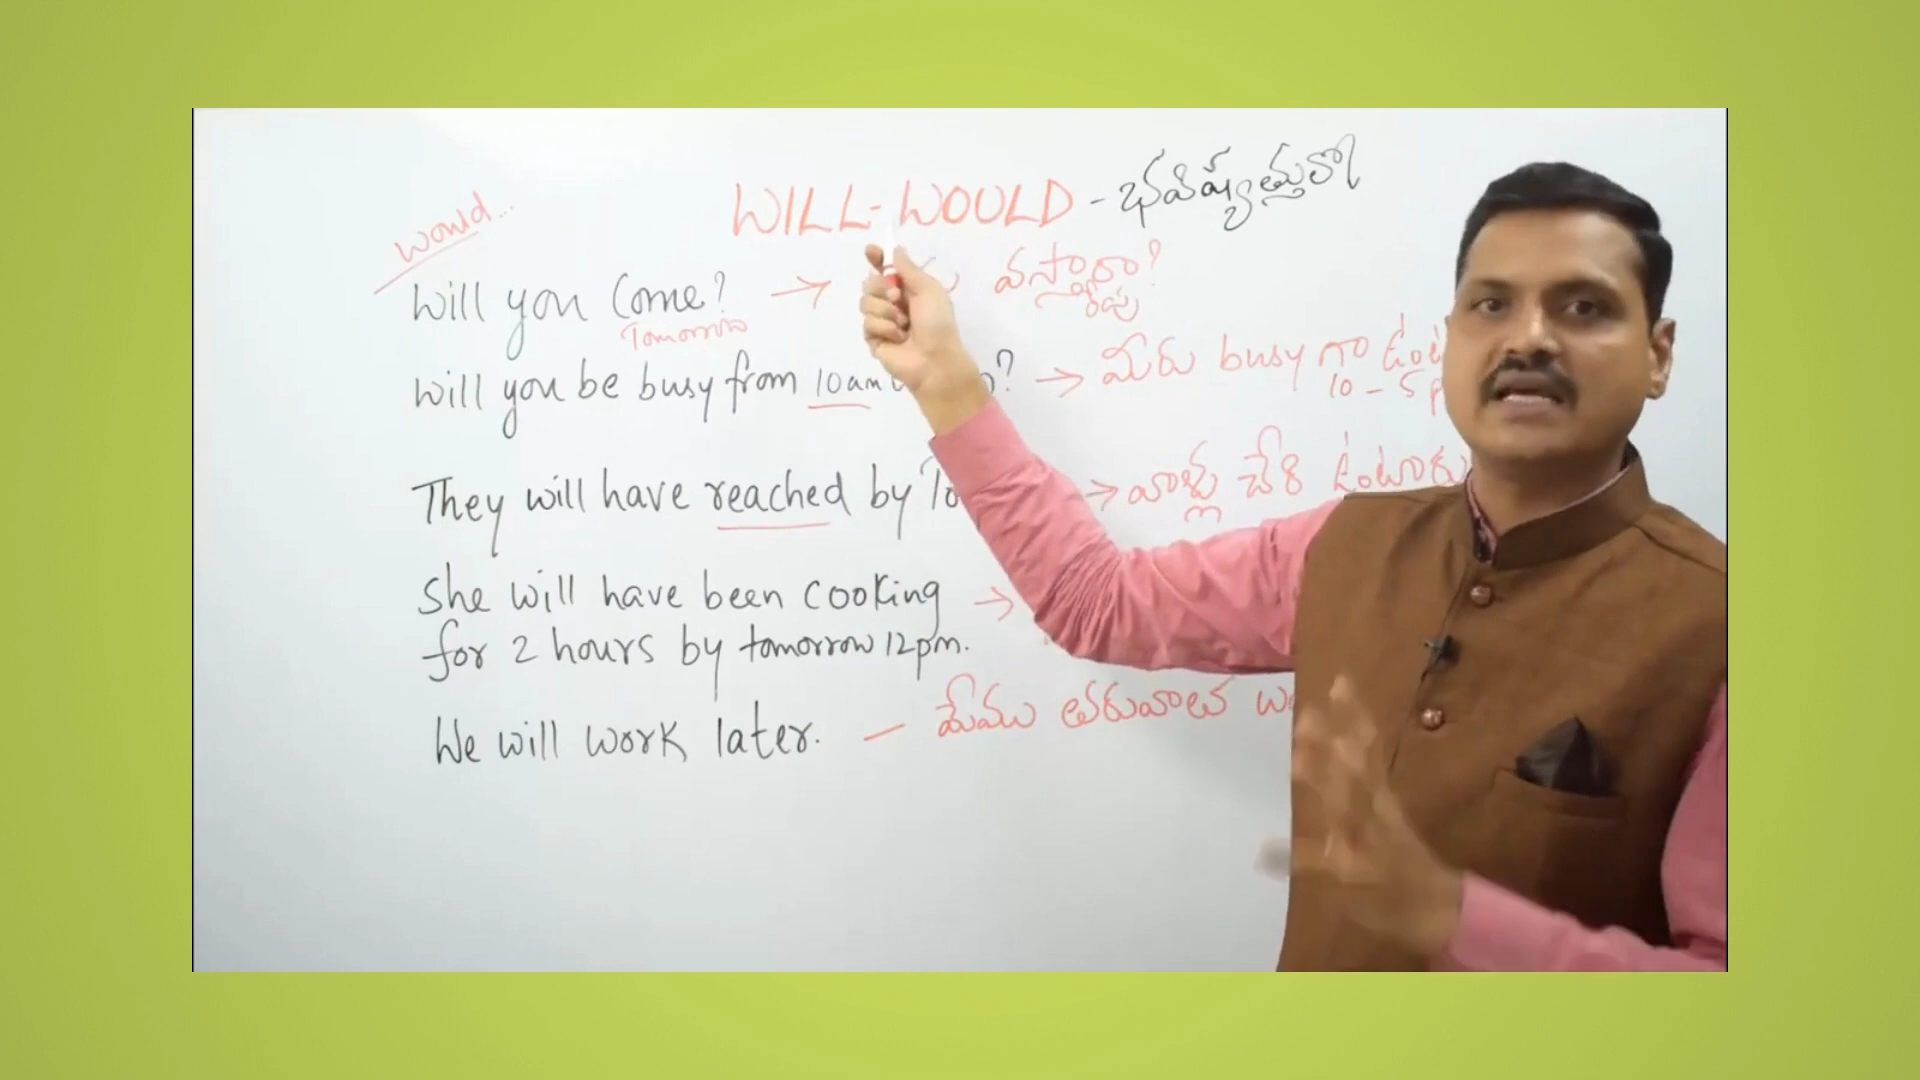 WILL-WOULD - భవిష్యత్తులో
would...
Will you Come? → వస్తారా?
Tomorrow రేపు
Will you be busy from 10am ? → మీరు busy గా
10 - 5 p
They will have reached by → వాళ్లు చేరి ఉంటారు
She will have been cooking →
for 2 hours by tomorrow 12pm.
We will work later. - మేము తరువాత